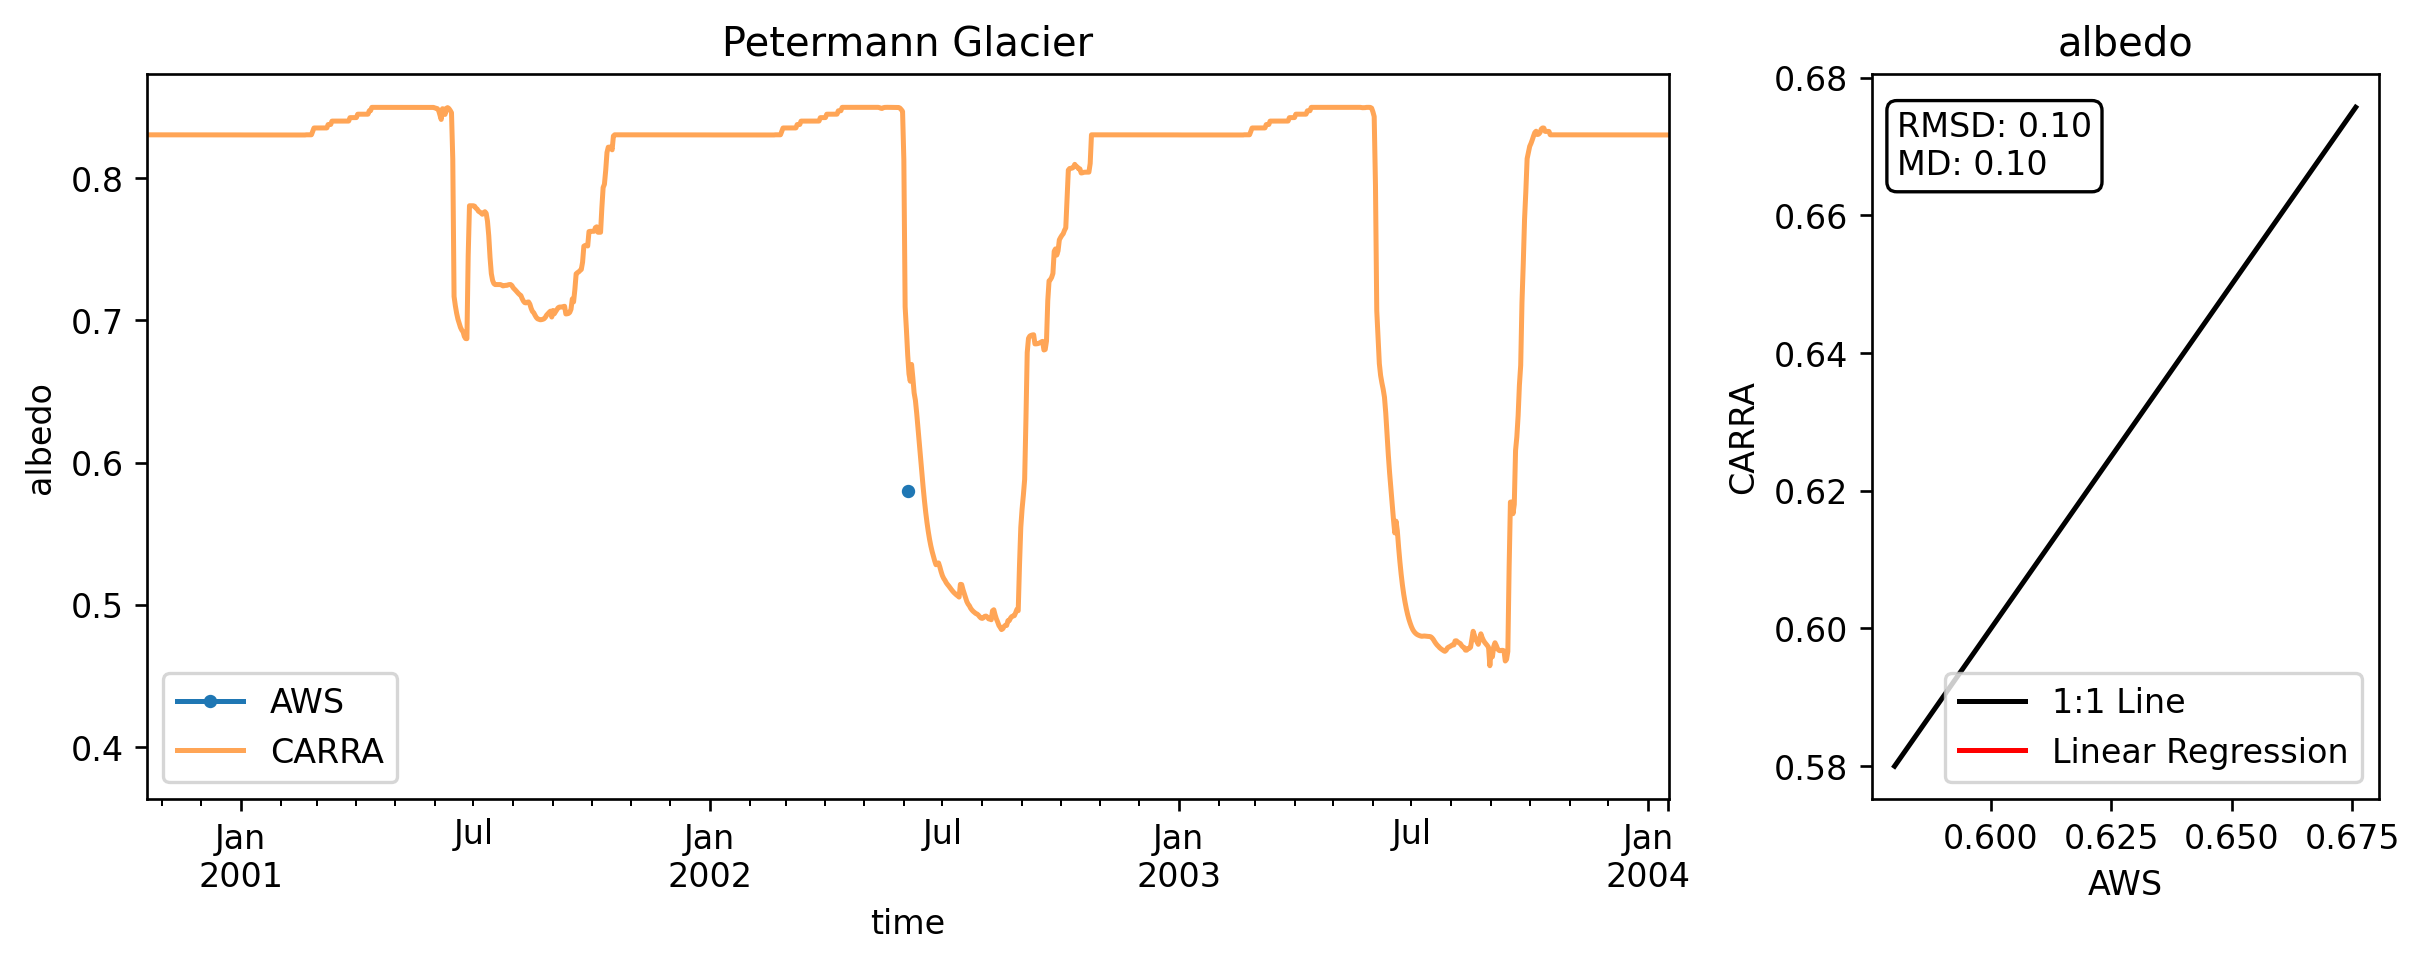 Petermann Glacier
albedo
0.8
0.7
0.6
0.5
0.4
AWS
CARRA
Jan
2001
Jul
Jan
2002
Jul
Jan
2003
Jul
Jan
2004
time
albedo
CARRA
0.68
0.66
0.64
0.62
0.60
0.58
RMSD: 0.10
MD: 0.10
1:1 Line
Linear Regression
0.600 0.625 0.650 0.675
AWS